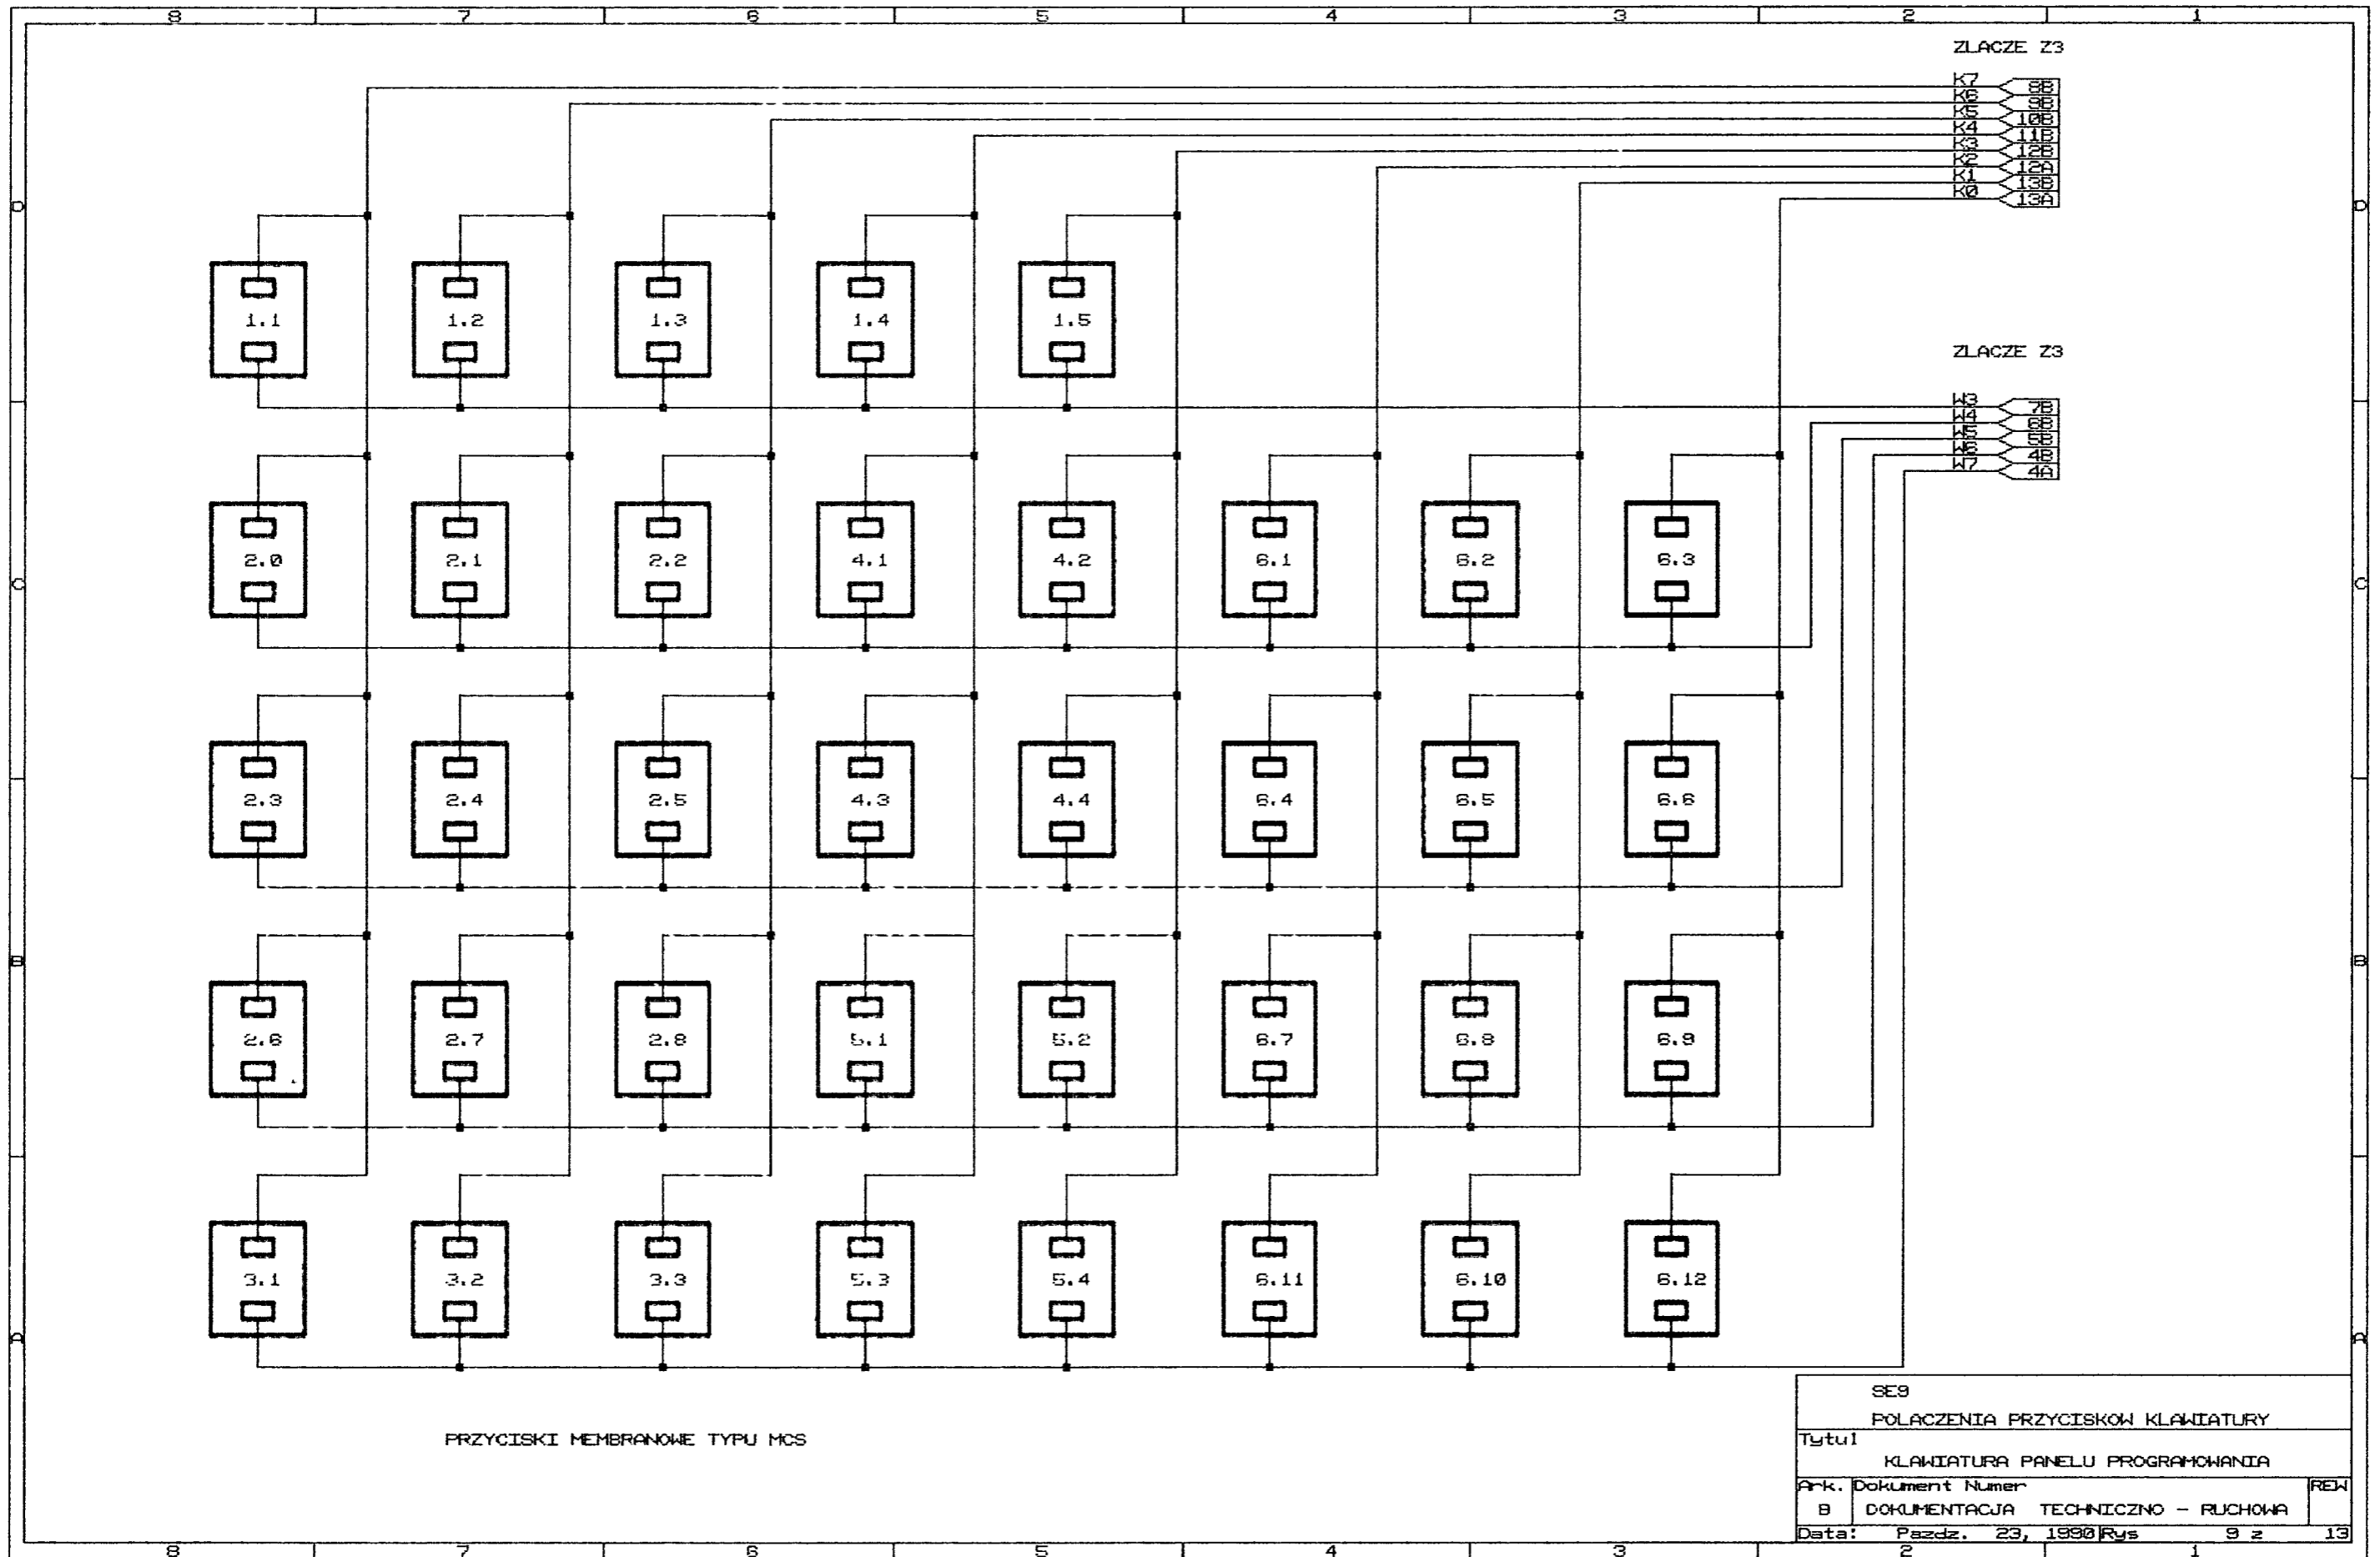 8 7 6 5 4 3 2 1
ZLACZE Z3
K7 8B
K6 9B
K5 10B
K4 11B
K3 12B
K2 12A
K1 13B
K0 13A
D D
1.1 1.2 1.3 1.4 1.5
ZLACZE Z3
W3 7B
W4 6B
W5 5B
W6 4B
W7 4A
2.0 2.1 2.2 4.1 4.2 6.1 6.2 6.3
C C
2.3 2.4 2.5 4.3 4.4 6.4 6.5 6.6
B B
2.6 2.7 2.8 5.1 5.2 6.7 6.8 6.9
3.1 3.2 3.3 5.3 5.4 6.11 6.10 6.12
A A
PRZYCISKI MEMBRANOWE TYPU MCS
SE9
POLACZENIA PRZYCISKOW KLAWIATURY
Tytul
KLAWIATURA PANELU PROGRAMOWANIA
Ark. Dokument Numer REW
B DOKUMENTACJA TECHNICZNO - RUCHOWA
Data: Pazdz. 23, 1990 Rys 9 z 13
8 7 6 5 4 3 2 1